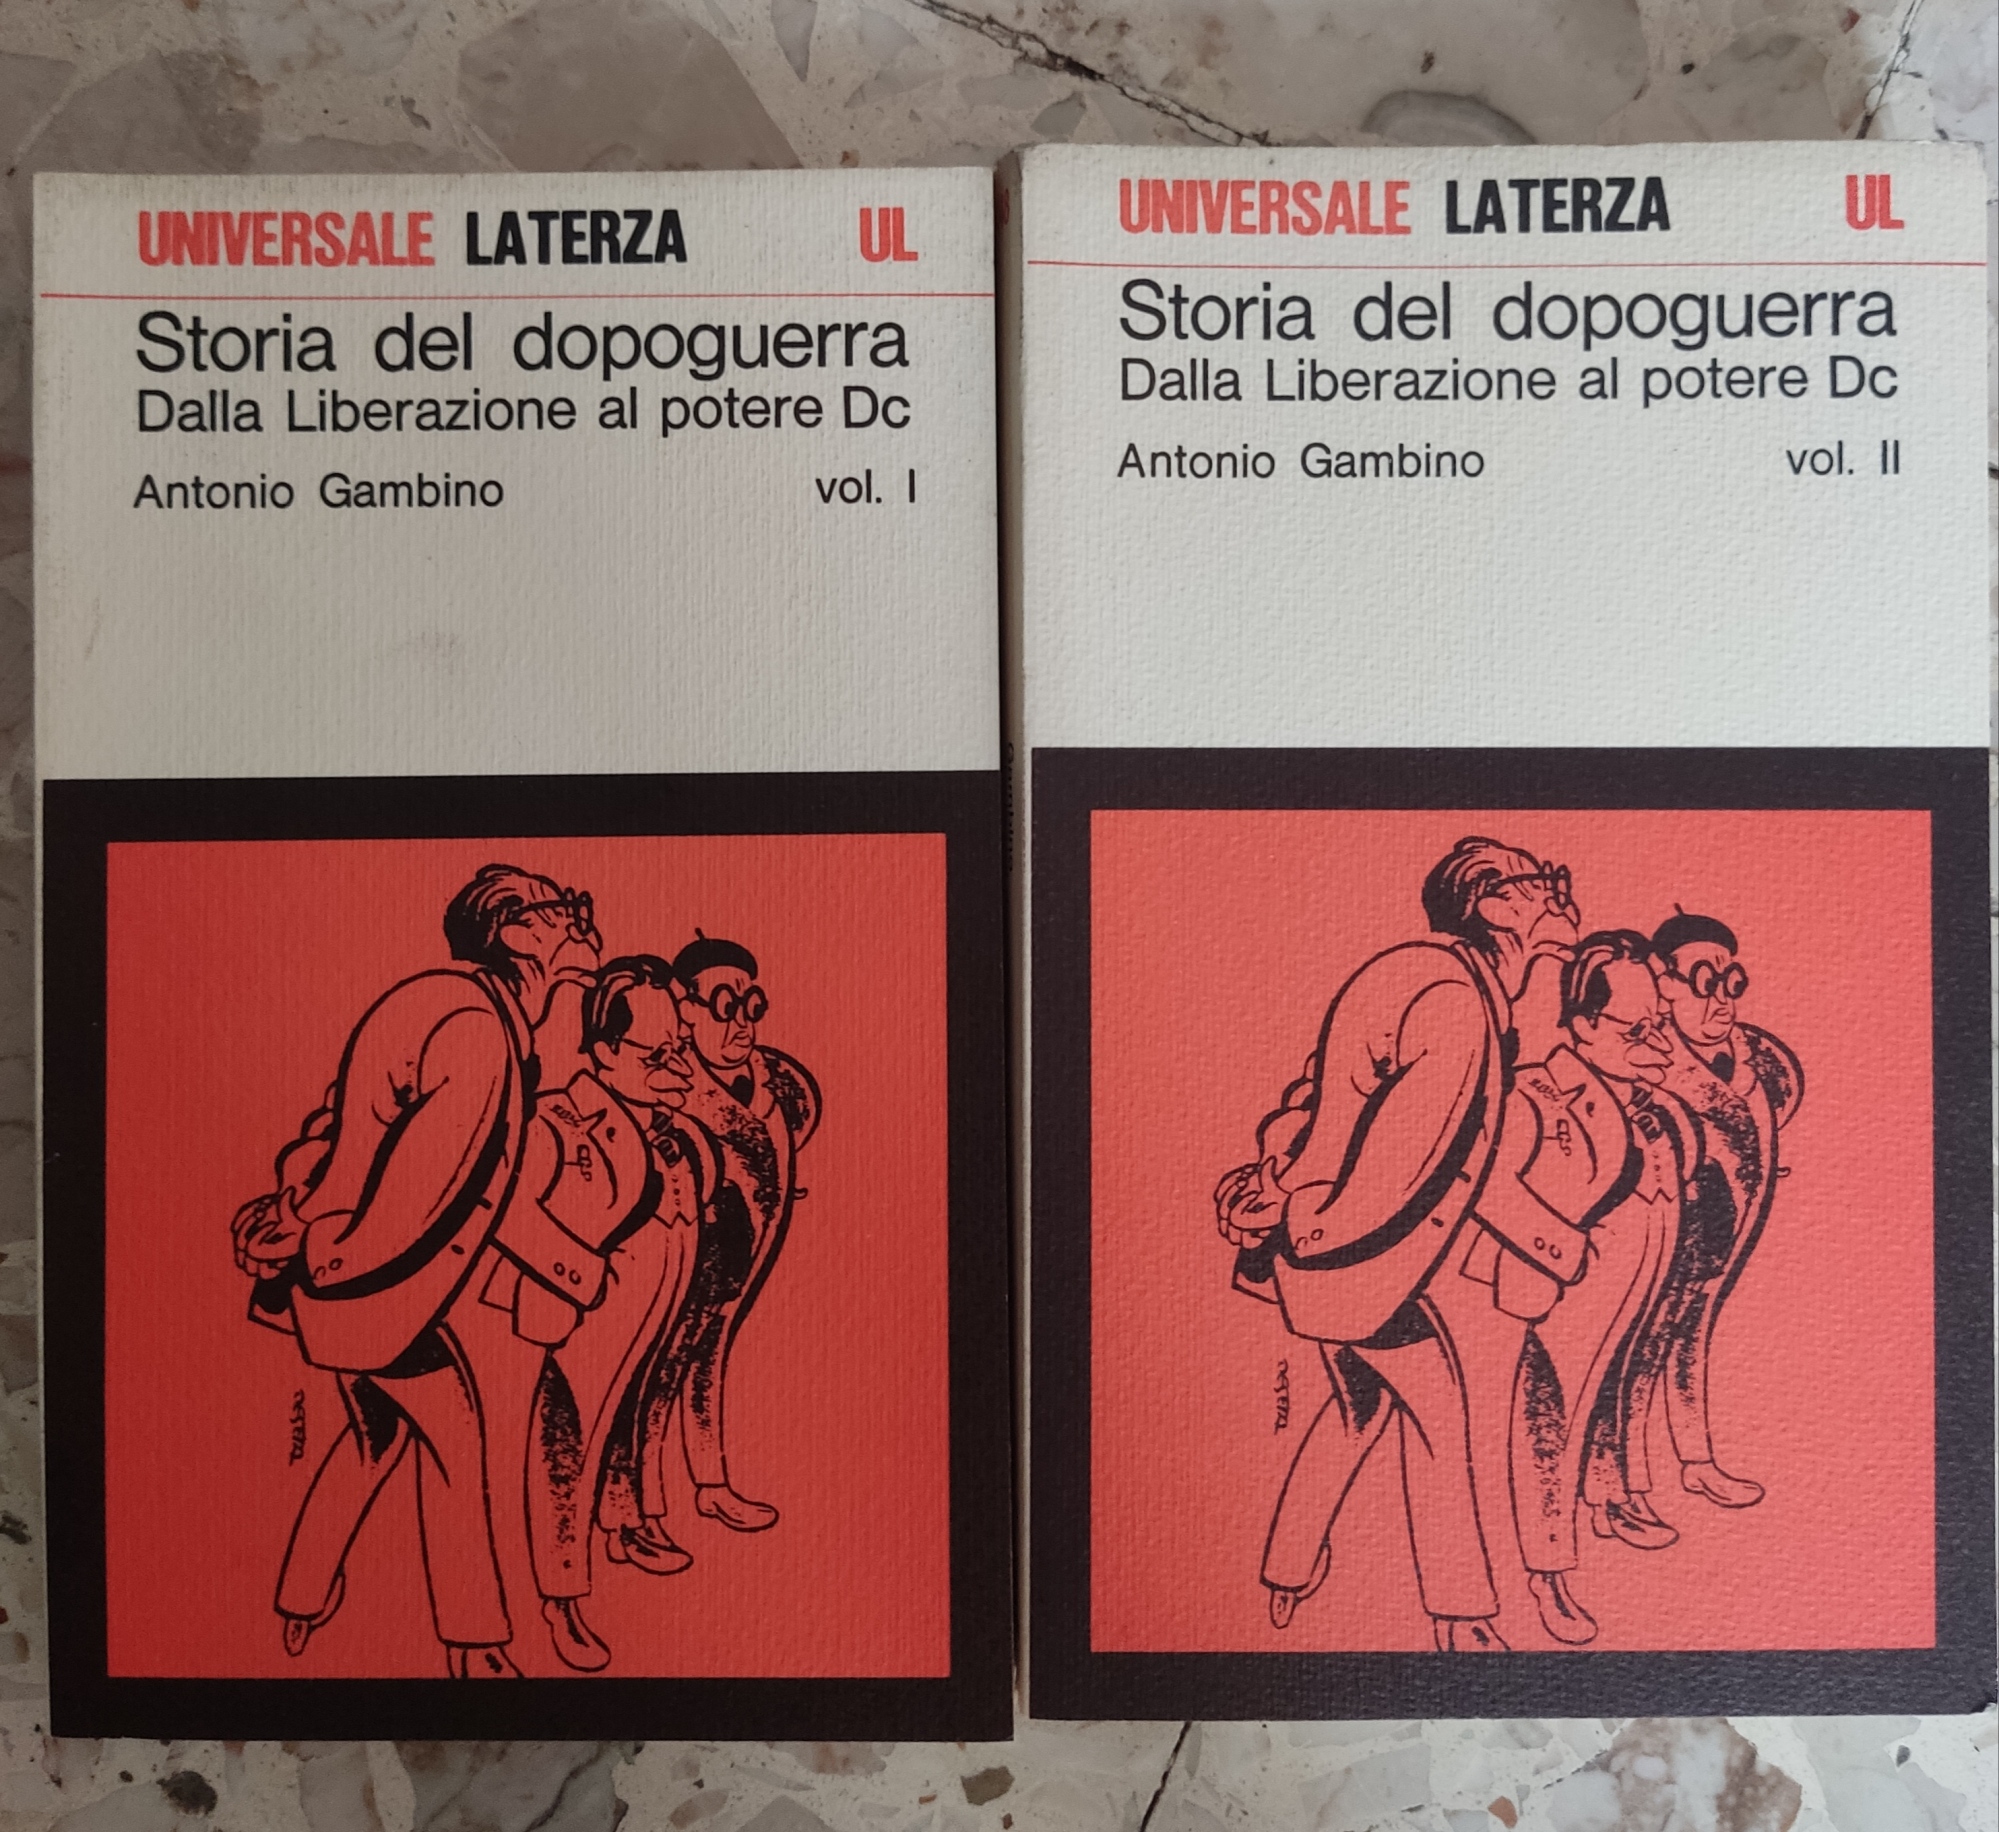 UNIVERSALE LATERZA UL
Storia del dopoguerra
Dalla Liberazione al potere Dc
Antonio Gambino vol. I
UNIVERSALE LATERZA UL
Storia del dopoguerra
Dalla Liberazione al potere Dc
Antonio Gambino vol. II